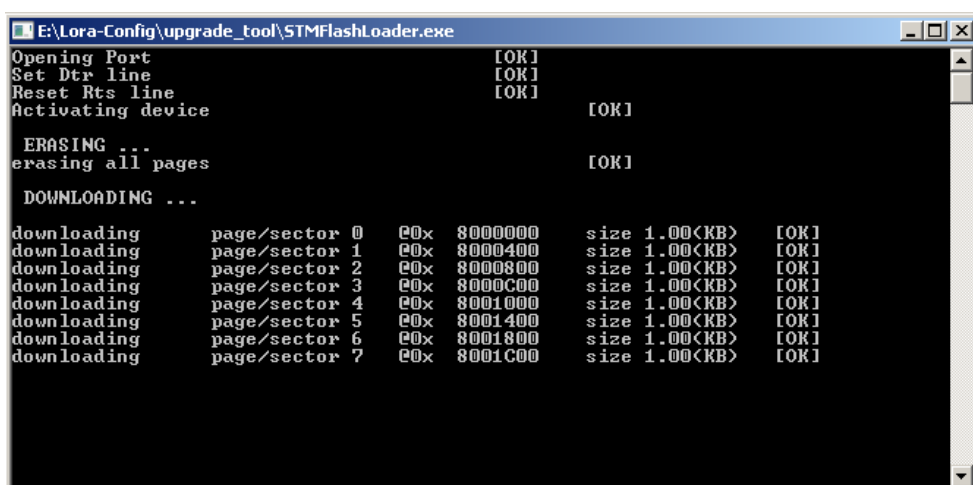 E:\Lora-Config\upgrade_tool\STMFlashLoader.exe
Opening Port [OK]
Set Dtr line [OK]
Reset Rts line [OK]
Activating device [OK]
ERASING ...
erasing all pages [OK]
DOWNLOADING ...
downloading page/sector 0 @0x 8000000 size 1.00(KB) [OK]
downloading page/sector 1 @0x 8000400 size 1.00(KB) [OK]
downloading page/sector 2 @0x 8000800 size 1.00(KB) [OK]
downloading page/sector 3 @0x 8000C00 size 1.00(KB) [OK]
downloading page/sector 4 @0x 8001000 size 1.00(KB) [OK]
downloading page/sector 5 @0x 8001400 size 1.00(KB) [OK]
downloading page/sector 6 @0x 8001800 size 1.00(KB) [OK]
downloading page/sector 7 @0x 8001C00 size 1.00(KB) [OK]